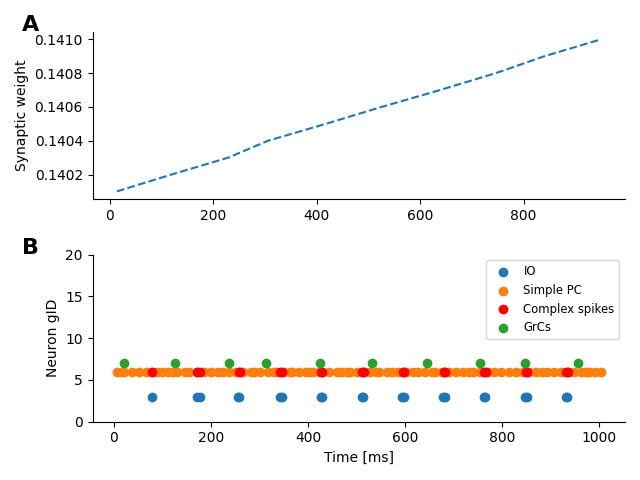 A
0.1410
0.1408
0.1406
0.1404
0.1402
Synaptic weight
0 200 400 600 800
B
20
15
10
5
0
Neuron gID
IO
Simple PC
Complex spikes
GrCs
0 200 400 600 800 1000
Time [ms]